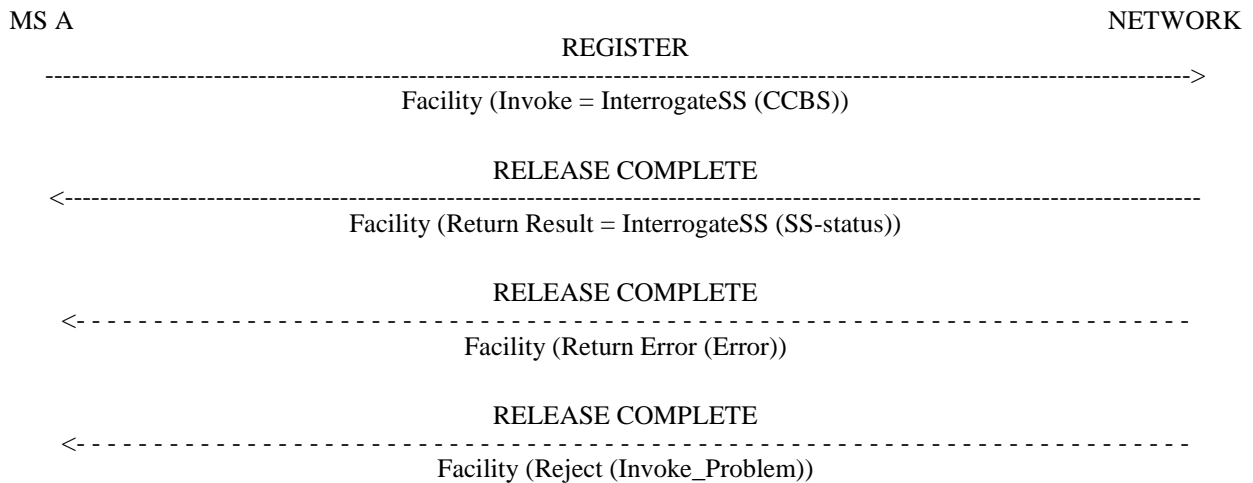 MS A NETWORK
REGISTER
Facility (Invoke = InterrogateSS (CCBS))
RELEASE COMPLETE
Facility (Return Result = InterrogateSS (SS-status))
RELEASE COMPLETE
Facility (Return Error (Error))
RELEASE COMPLETE
Facility (Reject (Invoke_Problem))